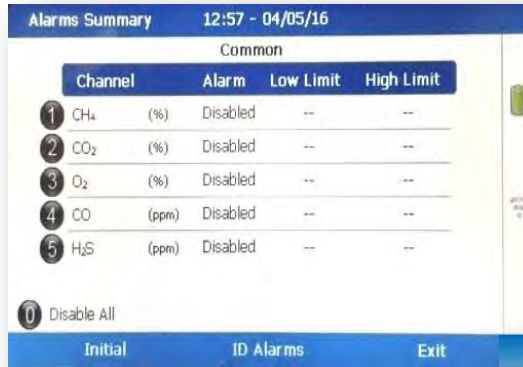 Alarms Summary 12:57 - 04/05/16
Common
Channel Alarm Low Limit High Limit
1 CH₄ (%) Disabled -- --
2 CO₂ (%) Disabled -- --
3 O₂ (%) Disabled -- --
4 CO (ppm) Disabled -- --
5 H₂S (ppm) Disabled -- --
0 Disable All
Initial ID Alarms Exit